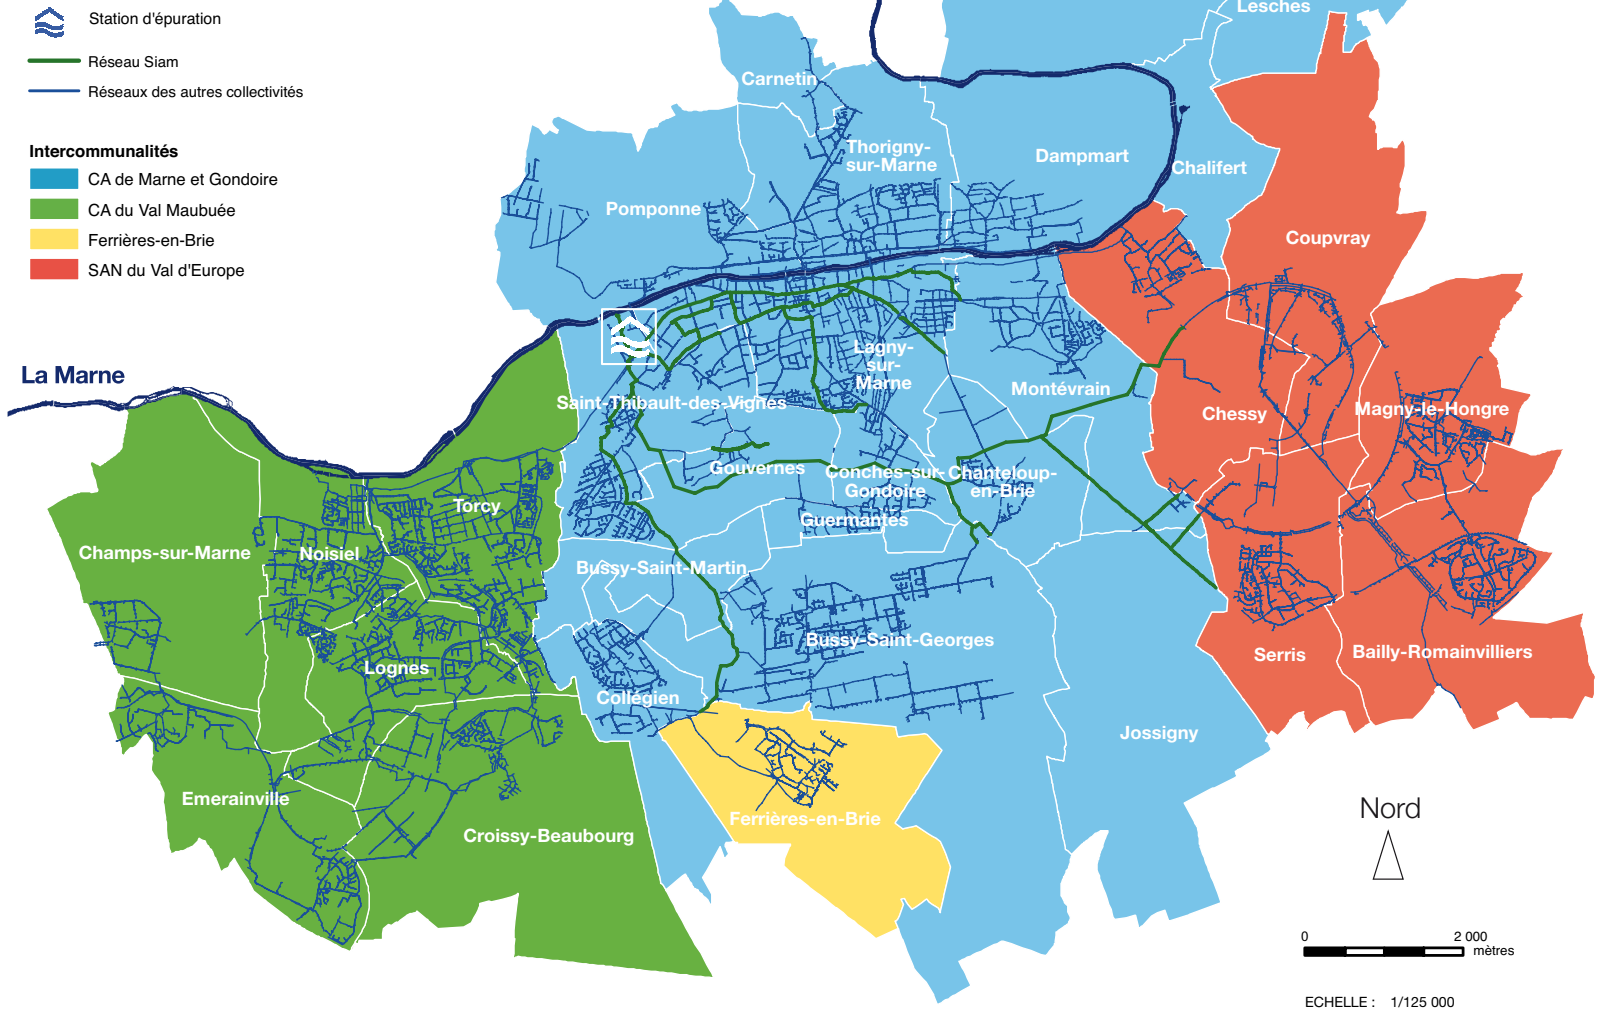 Station d'épuration
Réseau Siam
Réseaux des autres collectivités
Intercommunalités
CA de Marne et Gondoire
CA du Val Maubuée
Ferrières-en-Brie
SAN du Val d'Europe
Lesches
Carnetin
Thorigny-
sur-Marne
Dampmart
Chalifert
Pomponne
Coupvray
La Marne
Lagny-
sur-
Marne
Montévrain
Saint-Thibault-des-Vignes
Chessy
Magny-le-Hongre
Gouvernes
Conches-sur-
Gondoire
Chanteloup-
en-Brie
Guermantes
Torcy
Champs-sur-Marne
Noisiel
Bussy-Saint-Martin
Bussy-Saint-Georges
Serris
Bailly-Romainvilliers
Lognes
Collégien
Jossigny
Emerainville
Croissy-Beaubourg
Ferrières-en-Brie
Nord
0
2 000
mètres
ECHELLE : 1/125 000